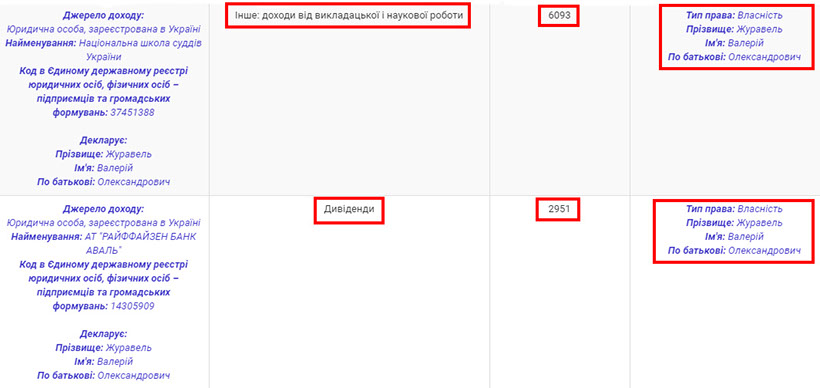 Джерело доходу:
Юридична особа, зареєстрована в Україні
Найменування: Національна школа суддів
України
Код в Єдиному державному реєстрі
юридичних осіб, фізичних осіб –
підприємців та громадських
формувань: 37451388
Декларує:
Прізвище: Журавель
Ім'я: Валерій
По батькові: Олександрович
Інше: доходи від викладацької і наукової роботи
6093
Тип права: Власність
Прізвище: Журавель
Ім'я: Валерій
По батькові: Олександрович
Джерело доходу:
Юридична особа, зареєстрована в Україні
Найменування: АТ "РАЙФФАЙЗЕН БАНК
АВАЛЬ"
Код в Єдиному державному реєстрі
юридичних осіб, фізичних осіб –
підприємців та громадських
формувань: 14305909
Декларує:
Прізвище: Журавель
Ім'я: Валерій
По батькові: Олександрович
Дивіденди
2951
Тип права: Власність
Прізвище: Журавель
Ім'я: Валерій
По батькові: Олександрович